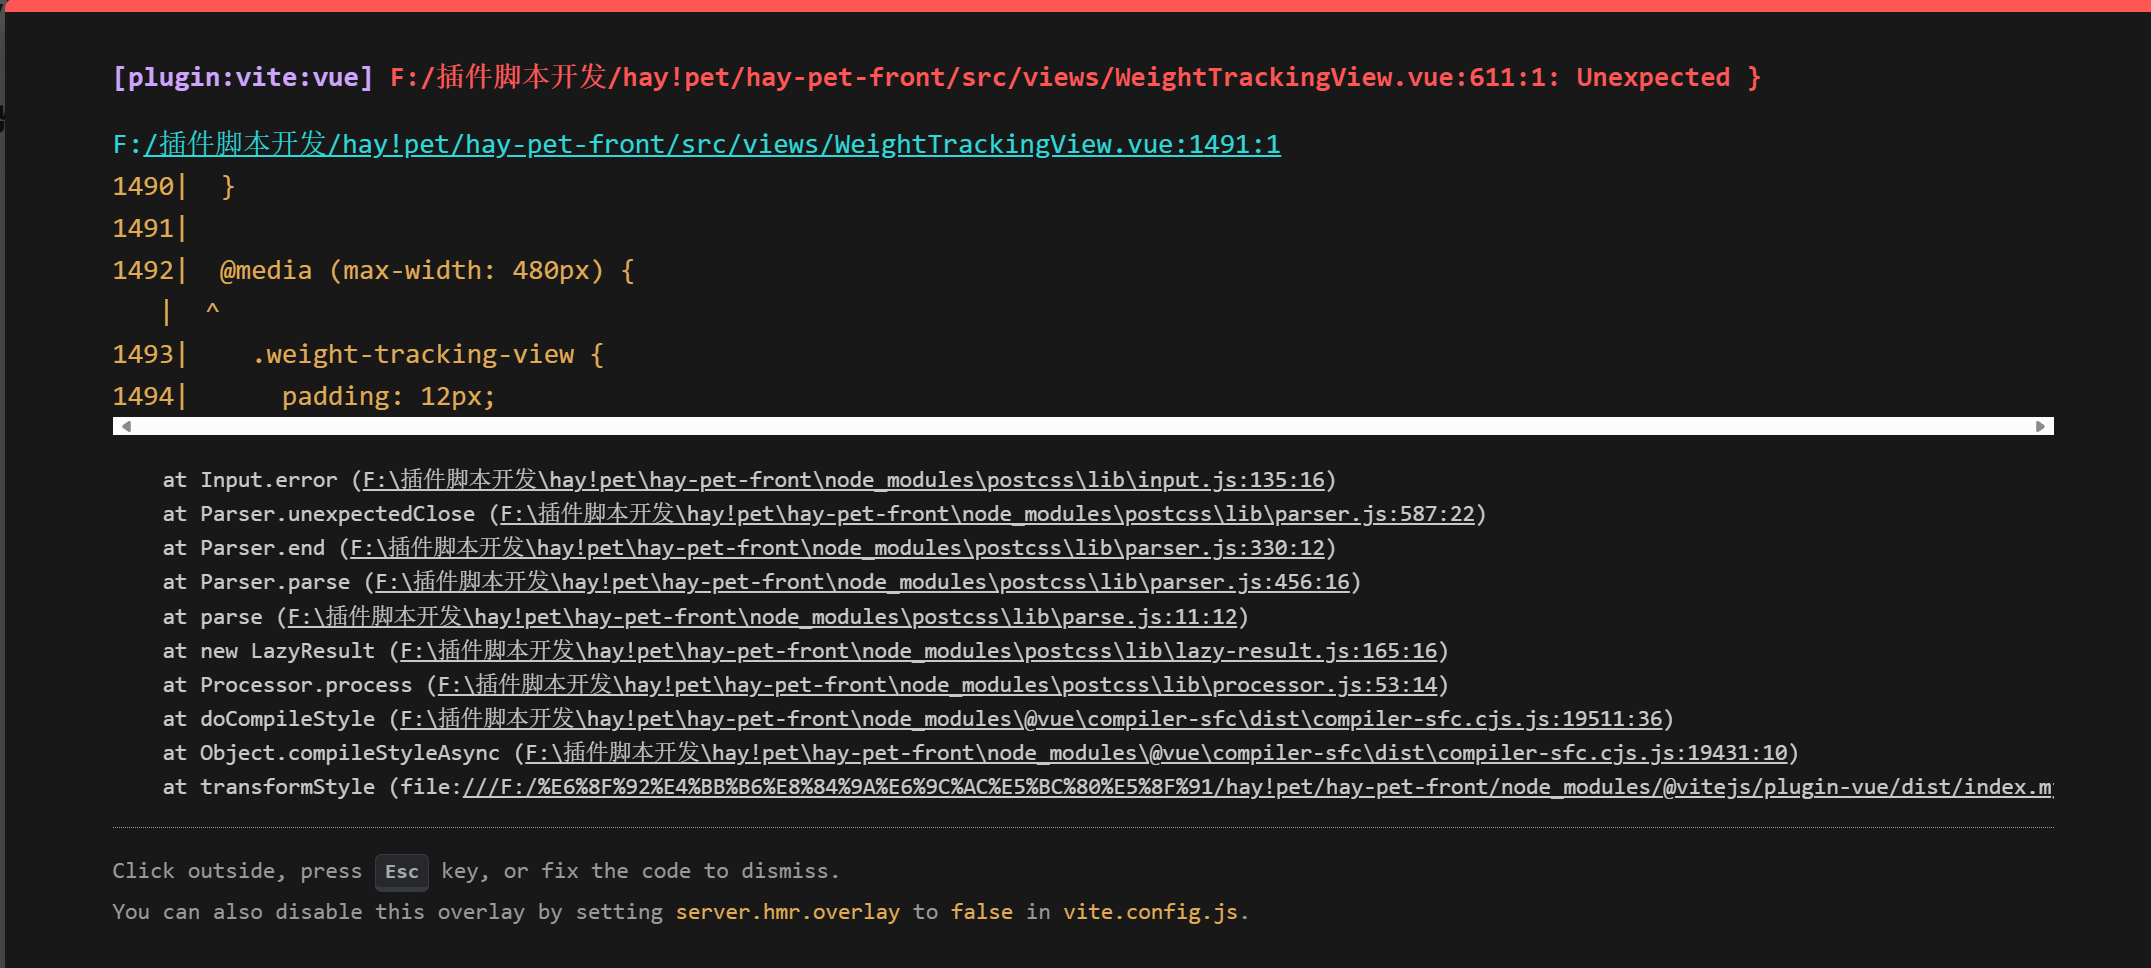 [plugin:vite:vue] F:/插件脚本开发/hay!pet/hay-pet-front/src/views/WeightTrackingView.vue:611:1: Unexpected }
F:/插件脚本开发/hay!pet/hay-pet-front/src/views/WeightTrackingView.vue:1491:1
1490|  }
1491|
1492|  @media (max-width: 480px) {
   |  ^
1493|    .weight-tracking-view {
1494|      padding: 12px;
    at Input.error (F:\插件脚本开发\hay!pet\hay-pet-front\node_modules\postcss\lib\input.js:135:16)
    at Parser.unexpectedClose (F:\插件脚本开发\hay!pet\hay-pet-front\node_modules\postcss\lib\parser.js:587:22)
    at Parser.end (F:\插件脚本开发\hay!pet\hay-pet-front\node_modules\postcss\lib\parser.js:330:12)
    at Parser.parse (F:\插件脚本开发\hay!pet\hay-pet-front\node_modules\postcss\lib\parser.js:456:16)
    at parse (F:\插件脚本开发\hay!pet\hay-pet-front\node_modules\postcss\lib\parse.js:11:12)
    at new LazyResult (F:\插件脚本开发\hay!pet\hay-pet-front\node_modules\postcss\lib\lazy-result.js:165:16)
    at Processor.process (F:\插件脚本开发\hay!pet\hay-pet-front\node_modules\postcss\lib\processor.js:53:14)
    at doCompileStyle (F:\插件脚本开发\hay!pet\hay-pet-front\node_modules\@vue\compiler-sfc\dist\compiler-sfc.cjs.js:19511:36)
    at Object.compileStyleAsync (F:\插件脚本开发\hay!pet\hay-pet-front\node_modules\@vue\compiler-sfc\dist\compiler-sfc.cjs.js:19431:10)
    at transformStyle (file:///F:/%E6%8F%92%E4%BB%B6%E8%84%9A%E6%9C%AC%E5%BC%80%E5%8F%91/hay!pet/hay-pet-front/node_modules/@vitejs/plugin-vue/dist/index.m
Click outside, press Esc key, or fix the code to dismiss.
You can also disable this overlay by setting server.hmr.overlay to false in vite.config.js.